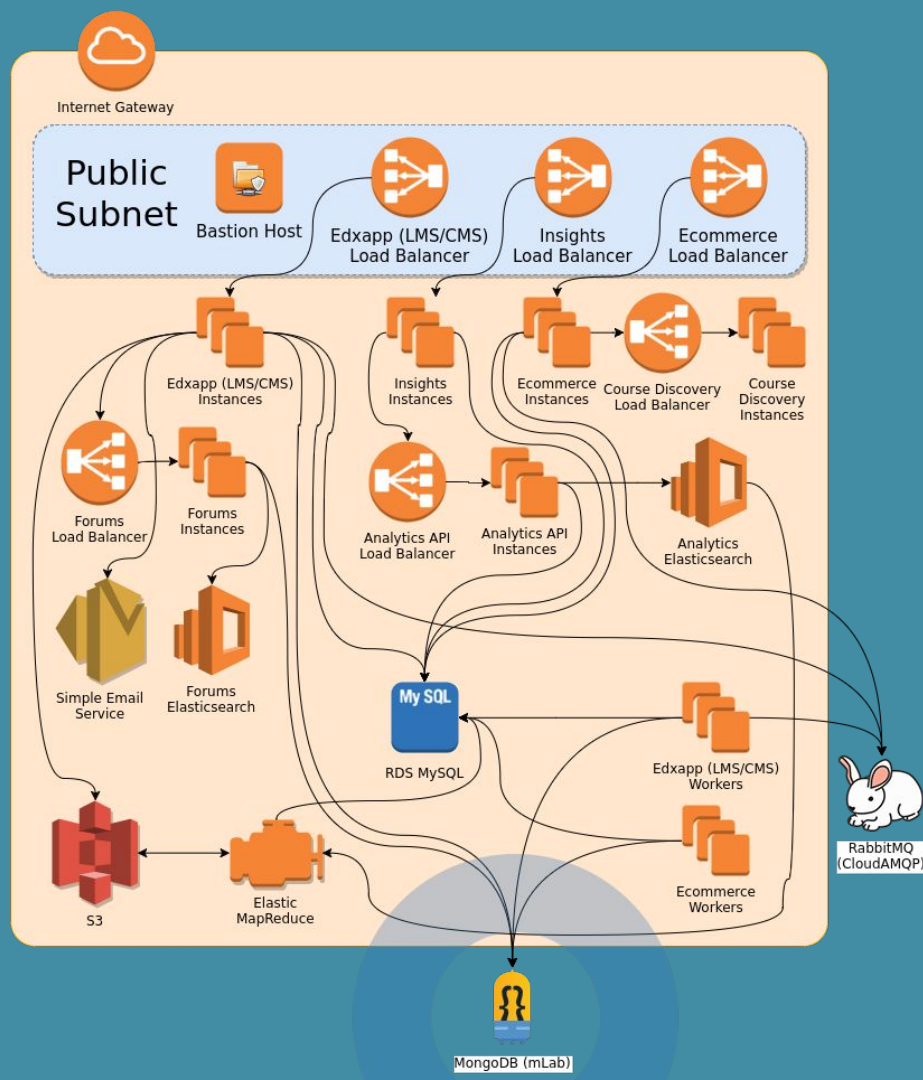 Internet Gateway
Public
Subnet
Bastion Host
Edxapp (LMS/CMS)
Load Balancer
Insights
Load Balancer
Ecommerce
Load Balancer
Edxapp (LMS/CMS)
Instances
Insights
Instances
Ecommerce
Instances
Course Discovery
Load Balancer
Course
Discovery
Instances
Forums
Load Balancer
Forums
Instances
Analytics API
Load Balancer
Analytics API
Instances
Analytics
Elasticsearch
Simple Email
Service
Forums
Elasticsearch
My SQL
RDS MySQL
Edxapp (LMS/CMS)
Workers
RabbitMQ
(CloudAMQP)
S3
Elastic
MapReduce
Ecommerce
Workers
{}
MongoDB (mLab)